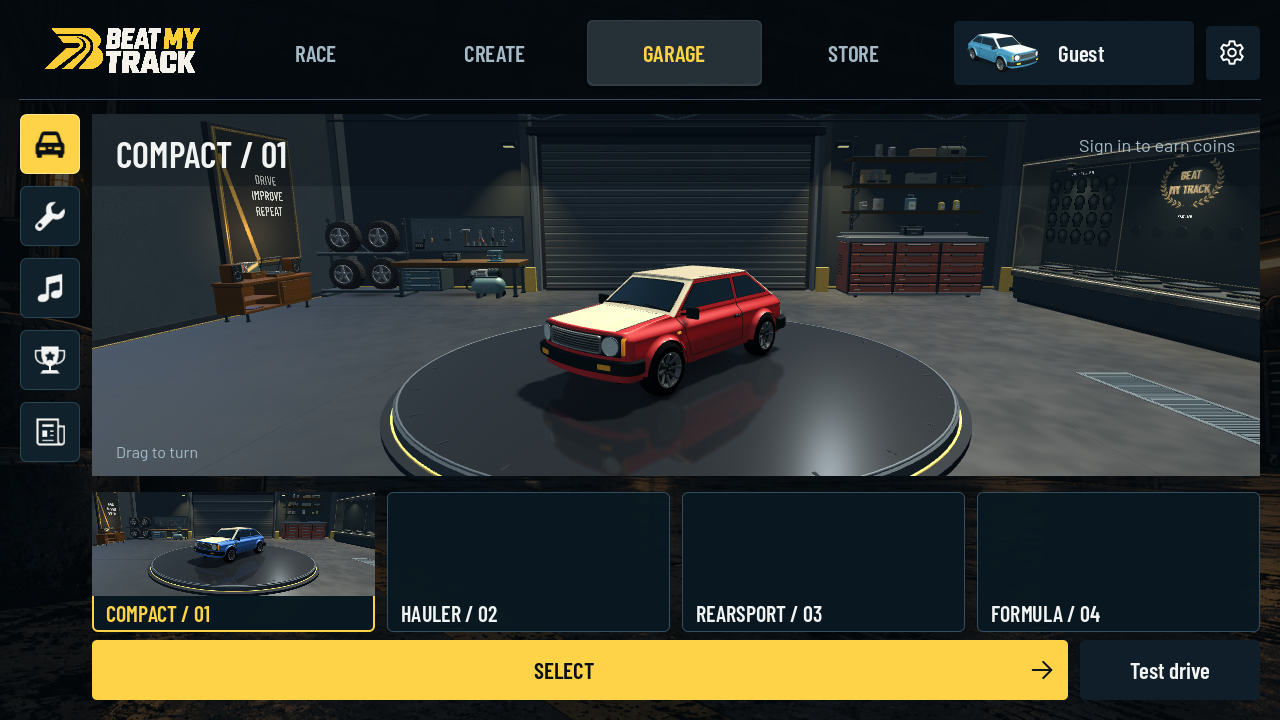 BEAT MY
TRACK
RACE
CREATE
GARAGE
STORE
Guest
COMPACT / 01
Sign in to earn coins
DRIVE
IMPROVE
REPEAT
BEAT
MY TRACK
Drag to turn
COMPACT / 01
HAULER / 02
REARSPORT / 03
FORMULA / 04
SELECT
Test drive